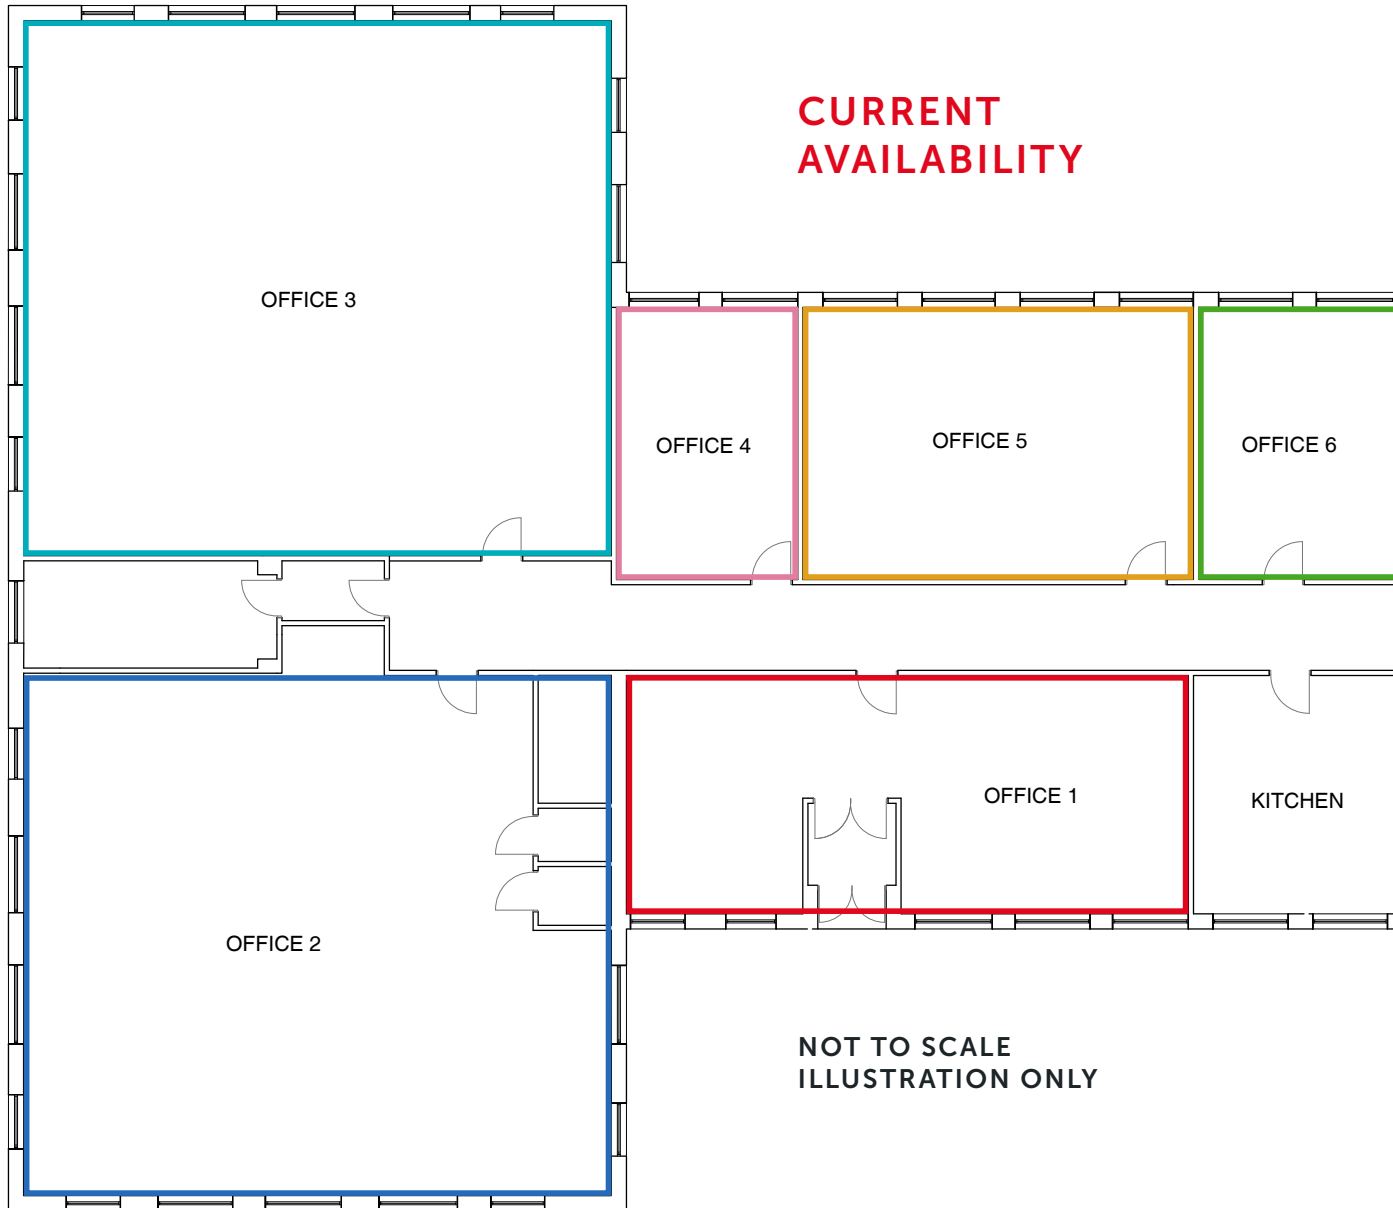 CURRENT
AVAILABILITY
OFFICE 3
OFFICE 4
OFFICE 5
OFFICE 6
OFFICE 1
KITCHEN
OFFICE 2
NOT TO SCALE
ILLUSTRATION ONLY